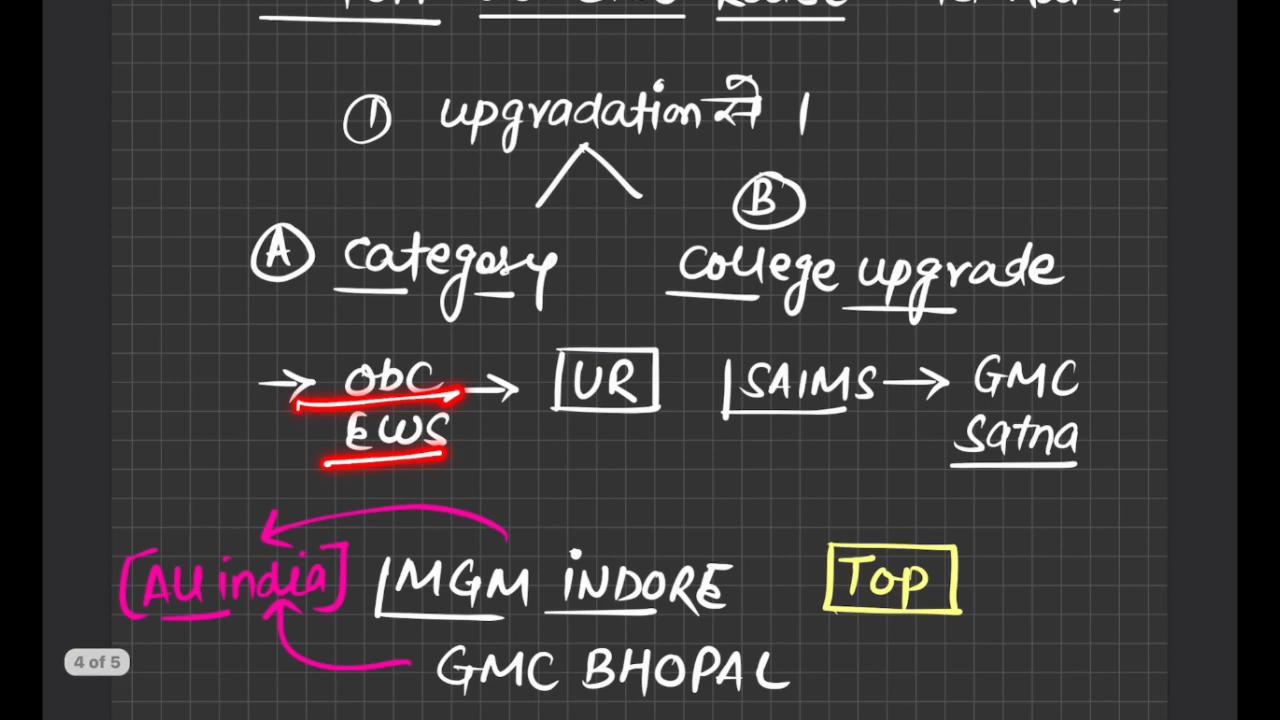 ① upgradation से ।
Ⓑ
Ⓐ category college upgrade
→ ObC → UR SAIMS → GMC
EWS Satna
[All india] MGM iNDORE Top
4 of 5 GMC BHOPAL